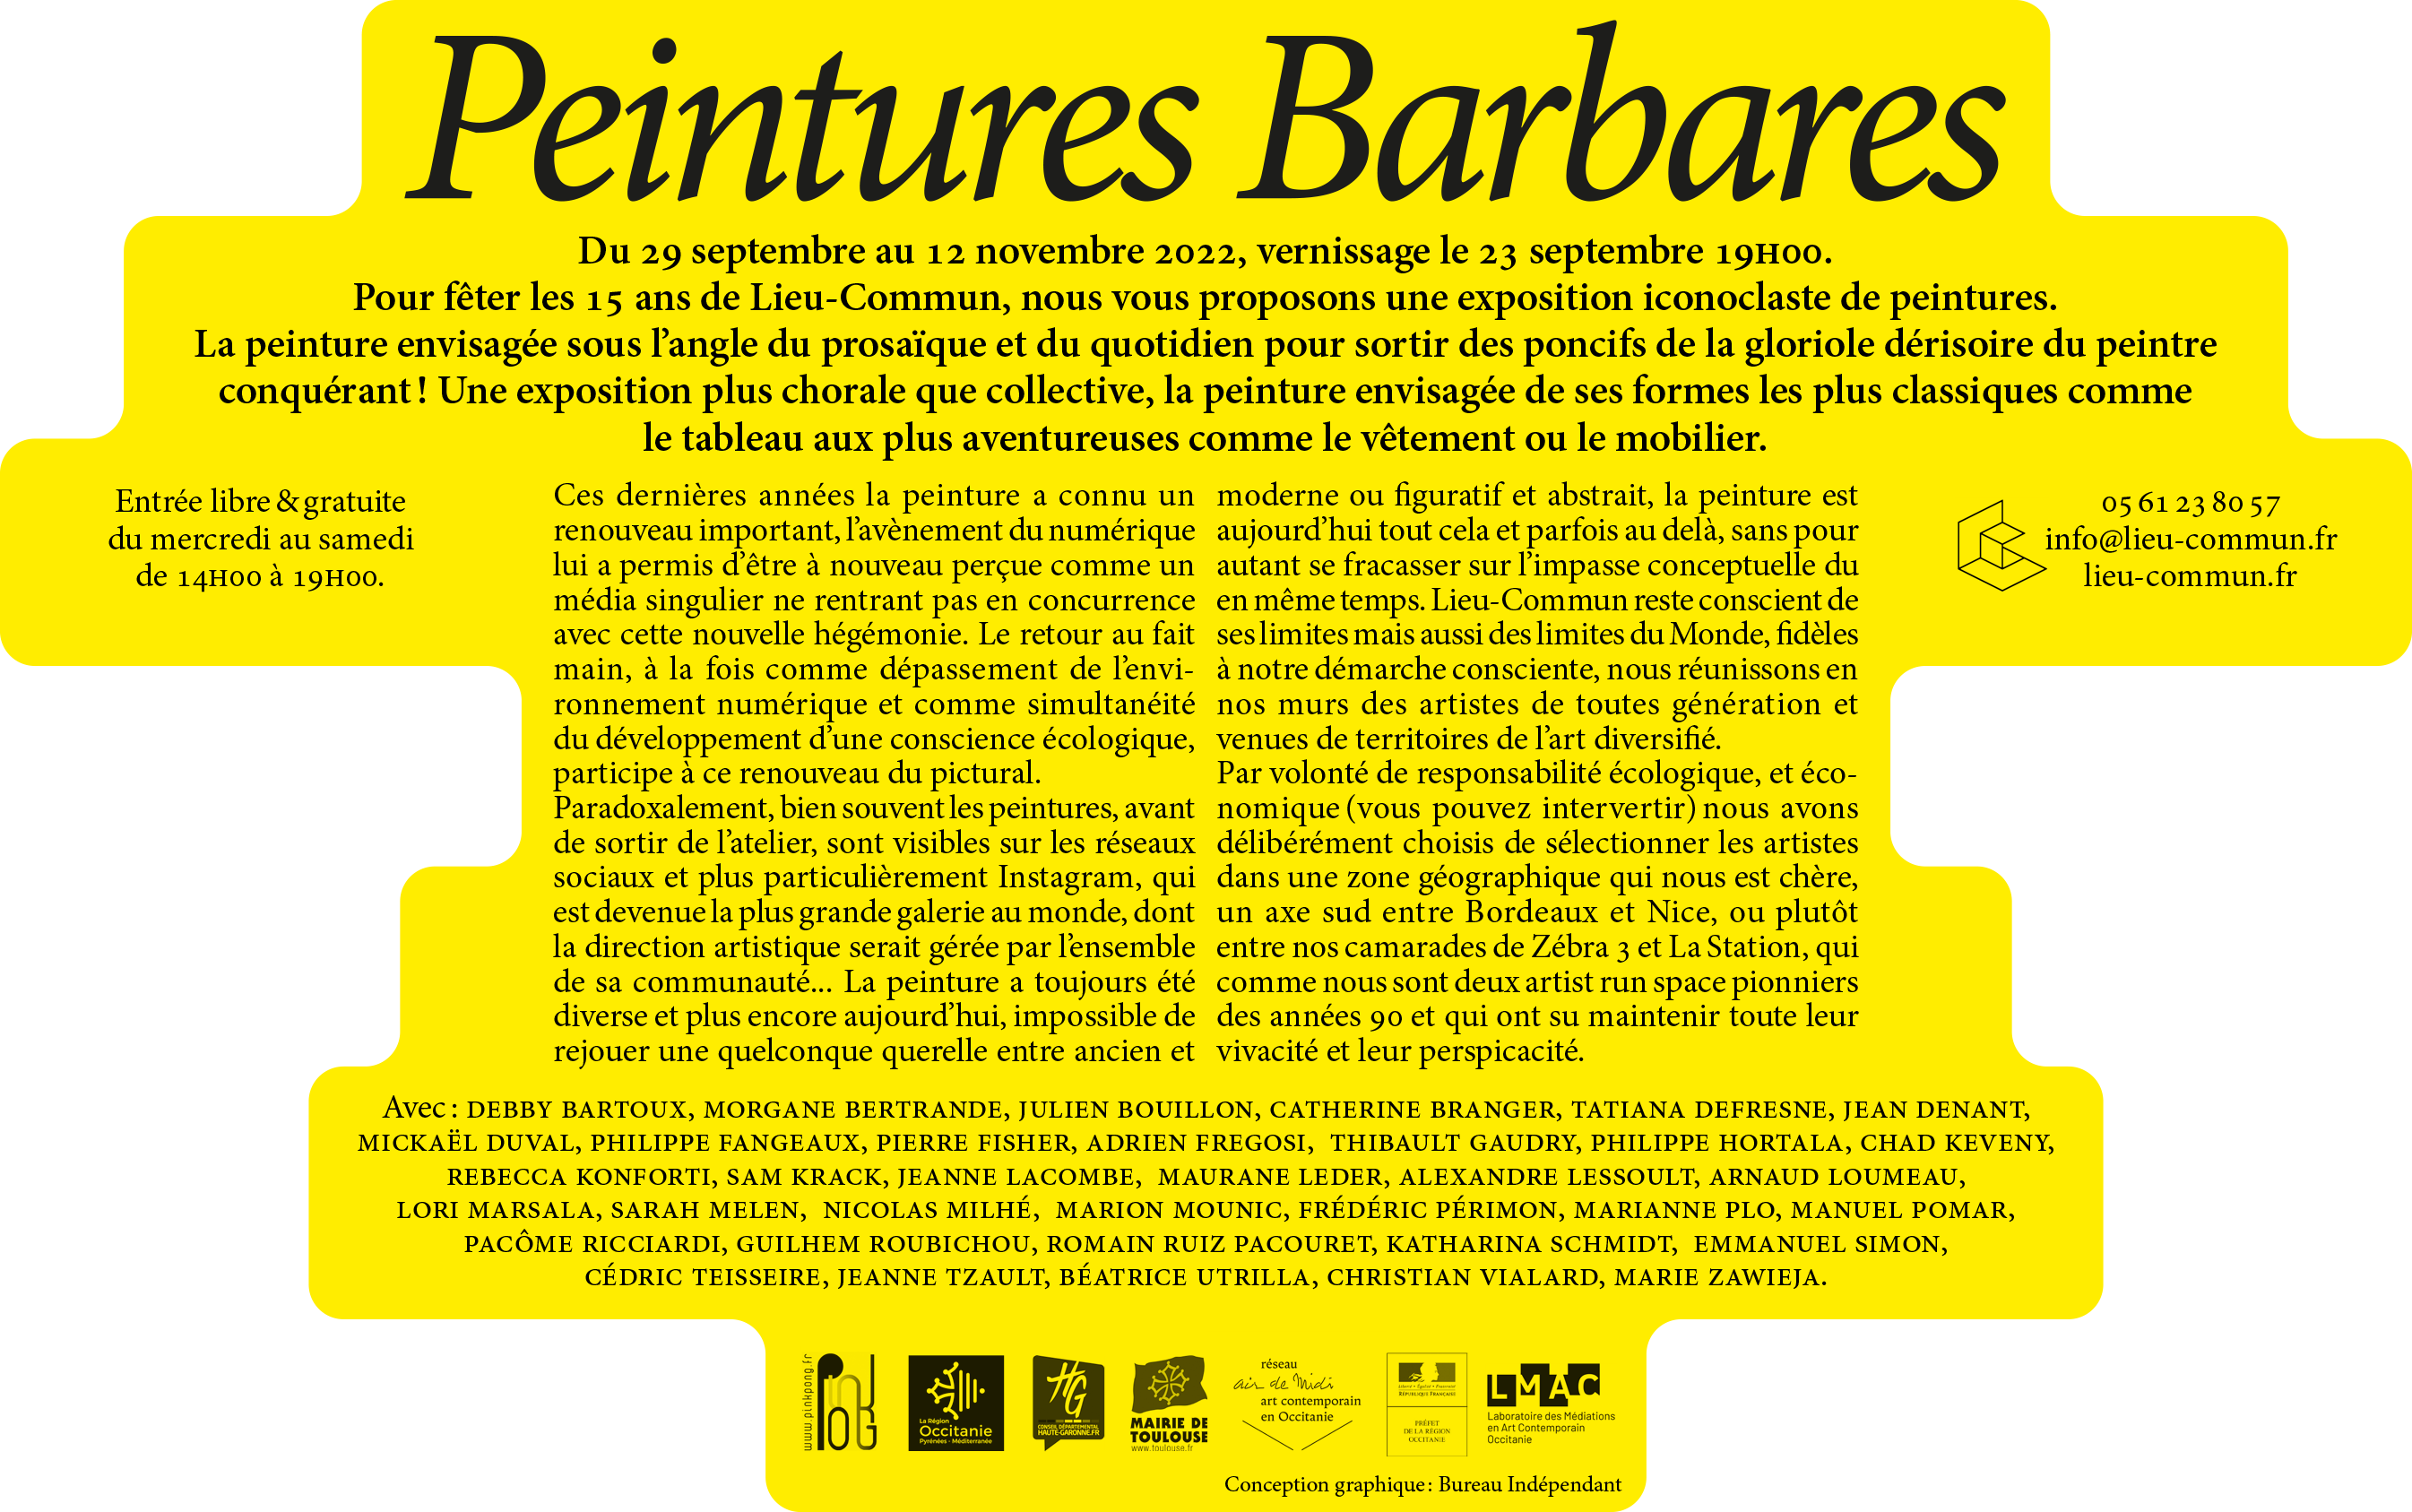 Peintures Barbares
Du 29 septembre au 12 novembre 2022, vernissage le 23 septembre 19H00.
Pour fêter les 15 ans de Lieu-Commun, nous vous proposons une exposition iconoclaste de peintures.
La peinture envisagée sous l’angle du prosaïque et du quotidien pour sortir des poncifs de la gloriole dérisoire du peintre
conquérant ! Une exposition plus chorale que collective, la peinture envisagée de ses formes les plus classiques comme
le tableau aux plus aventureuses comme le vêtement ou le mobilier.
Entrée libre & gratuite
du mercredi au samedi
de 14H00 à 19H00.
Ces dernières années la peinture a connu un
renouveau important, l’avènement du numérique
lui a permis d’être à nouveau perçue comme un
média singulier ne rentrant pas en concurrence
avec cette nouvelle hégémonie. Le retour au fait
main, à la fois comme dépassement de l’envi-
ronnement numérique et comme simultanéité
du développement d’une conscience écologique,
participe à ce renouveau du pictural.
Paradoxalement, bien souvent les peintures, avant
de sortir de l’atelier, sont visibles sur les réseaux
sociaux et plus particulièrement Instagram, qui
est devenue la plus grande galerie au monde, dont
la direction artistique serait gérée par l’ensemble
de sa communauté... La peinture a toujours été
diverse et plus encore aujourd’hui, impossible de
rejouer une quelconque querelle entre ancien et
moderne ou figuratif et abstrait, la peinture est
aujourd’hui tout cela et parfois au delà, sans pour
autant se fracasser sur l’impasse conceptuelle du
en même temps. Lieu-Commun reste conscient de
ses limites mais aussi des limites du Monde, fidèles
à notre démarche consciente, nous réunissons en
nos murs des artistes de toutes génération et
venues de territoires de l’art diversifié.
Par volonté de responsabilité écologique, et éco-
nomique (vous pouvez intervertir) nous avons
délibérément choisis de sélectionner les artistes
dans une zone géographique qui nous est chère,
un axe sud entre Bordeaux et Nice, ou plutôt
entre nos camarades de Zébra 3 et La Station, qui
comme nous sont deux artist run space pionniers
des années 90 et qui ont su maintenir toute leur
vivacité et leur perspicacité.
05 61 23 80 57
info@lieu-commun.fr
lieu-commun.fr
Avec : DEBBY BARTOUX, MORGANE BERTRANDE, JULIEN BOUILLON, CATHERINE BRANGER, TATIANA DEFRESNE, JEAN DENANT,
MICKAËL DUVAL, PHILIPPE FANGEAUX, PIERRE FISHER, ADRIEN FREGOSI, THIBAULT GAUDRY, PHILIPPE HORTALA, CHAD KEVENY,
REBECCA KONFORTI, SAM KRACK, JEANNE LACOMBE, MAURANE LEDER, ALEXANDRE LESSOULT, ARNAUD LOUMEAU,
LORI MARSALA, SARAH MELEN, NICOLAS MILHÉ, MARION MOUNIC, FRÉDÉRIC PÉRIMON, MARIANNE PLO, MANUEL POMAR,
PACÔME RICCIARDI, GUILHEM ROUBICHOU, ROMAIN RUIZ PACOURET, KATHARINA SCHMIDT, EMMANUEL SIMON,
CÉDRIC TEISSEIRE, JEANNE TZAULT, BÉATRICE UTRILLA, CHRISTIAN VIALARD, MARIE ZAWIEJA.
www.pinkpong.fr
La Région
Occitanie
Pyrénées - Méditerranée
HG
CONSEIL DÉPARTEMENTAL
HAUTE-GARONNE.FR
MAIRIE DE
TOULOUSE
www.toulouse.fr
réseau
air de Midi
art contemporain
en Occitanie
Liberté • Égalité • Fraternité
RÉPUBLIQUE FRANÇAISE
PRÉFET
DE LA RÉGION
OCCITANIE
LMAC
Laboratoire des Médiations
en Art Contemporain
Occitanie
Conception graphique : Bureau Indépendant